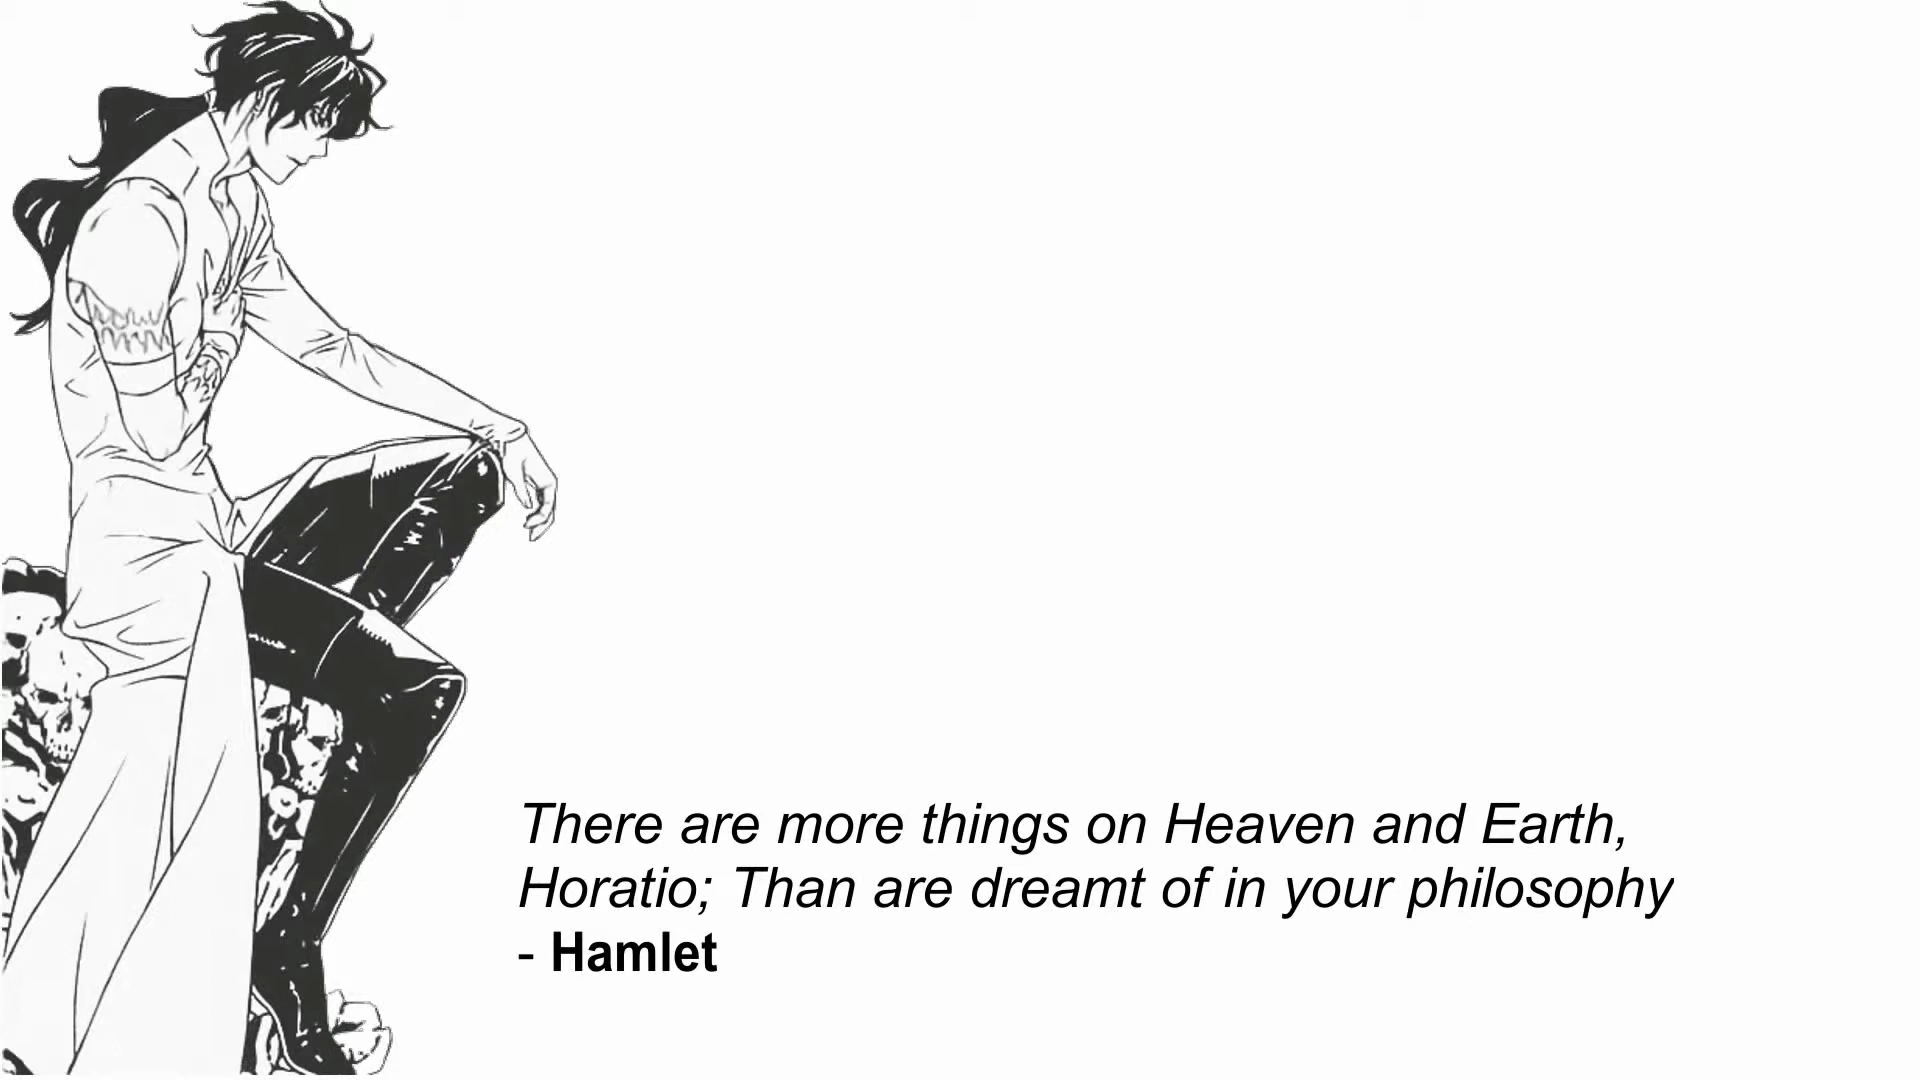 There are more things on Heaven and Earth,
Horatio; Than are dreamt of in your philosophy
- Hamlet